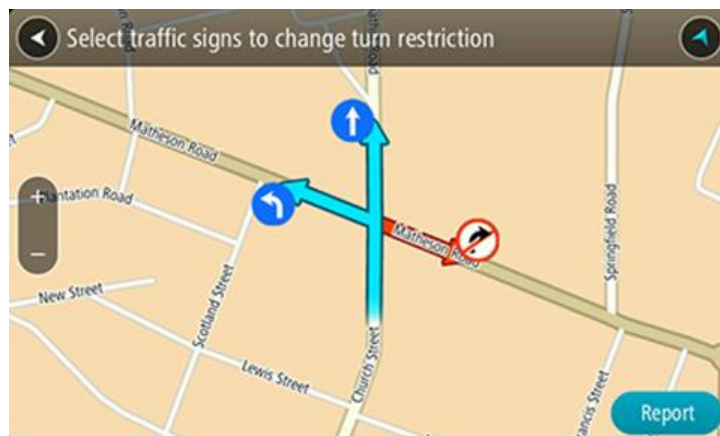 Select traffic signs to change turn restriction
Matheson Road
Plantation Road
Matheson Road
Springfield Road
New Street
Scotland Street
Lewis Street
Church Street
Report